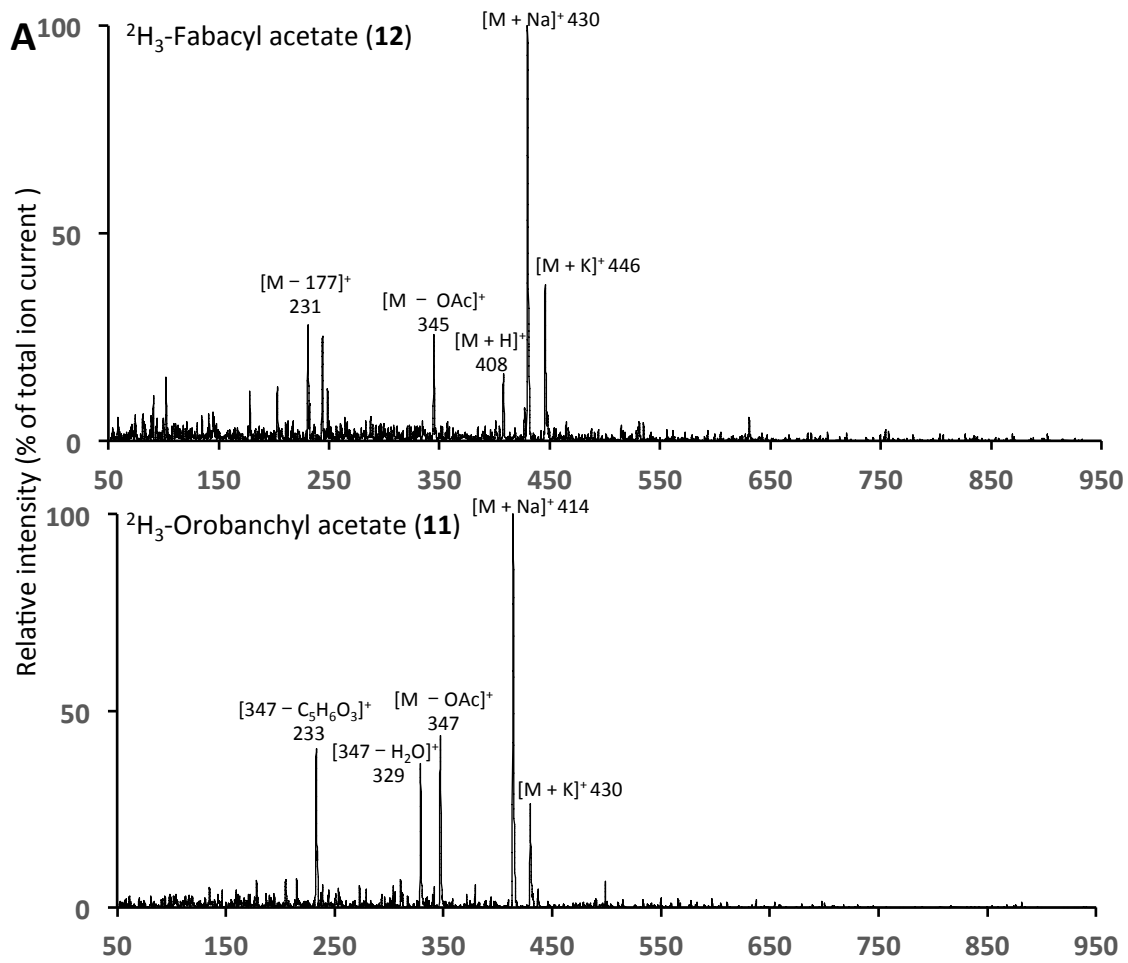 A
²H₃-Fabacyl acetate (12)
Relative intensity (% of total ion current )
[M + Na]⁺ 430
[M + K]⁺ 446
[M − 177]⁺
231
[M − OAc]⁺
345
[M + H]⁺
408
100
50
0
50 150 250 350 450 550 650 750 850 950
²H₃-Orobanchyl acetate (11)
[M + Na]⁺ 414
[M − OAc]⁺
347
[347 − C₅H₆O₃]⁺
233
[347 − H₂O]⁺
329
[M + K]⁺ 430
100
50
0
50 150 250 350 450 550 650 750 850 950